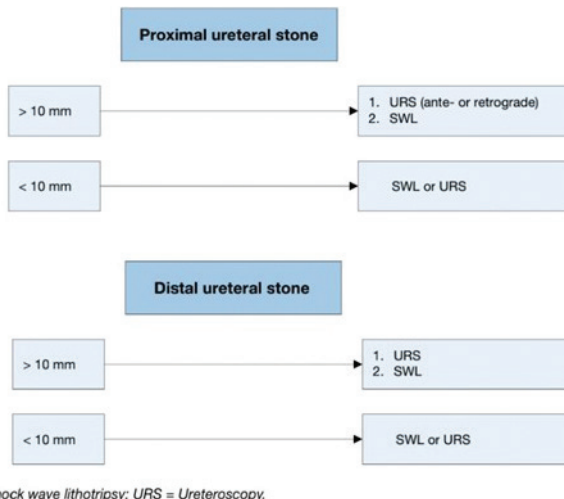 Proximal ureteral stone
> 10 mm
1. URS (ante- or retrograde)
2. SWL
< 10 mm
SWL or URS
Distal ureteral stone
> 10 mm
1. URS
2. SWL
< 10 mm
SWL or URS
wave lithotripsy; URS = Ureteroscopy.